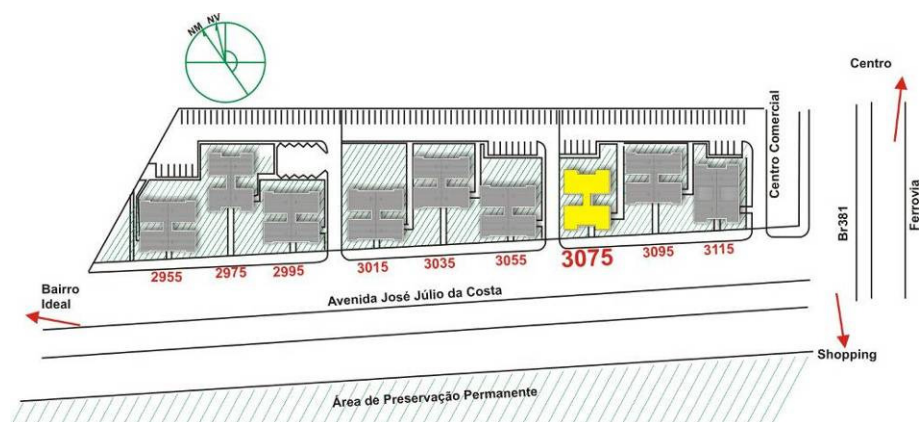 NM NV
Centro
Centro Comercial
Br381
Ferrovia
2955 2975 2995 3015 3035 3055 3075 3095 3115
Bairro
Ideal
Avenida José Júlio da Costa
Shopping
Área de Preservação Permanente